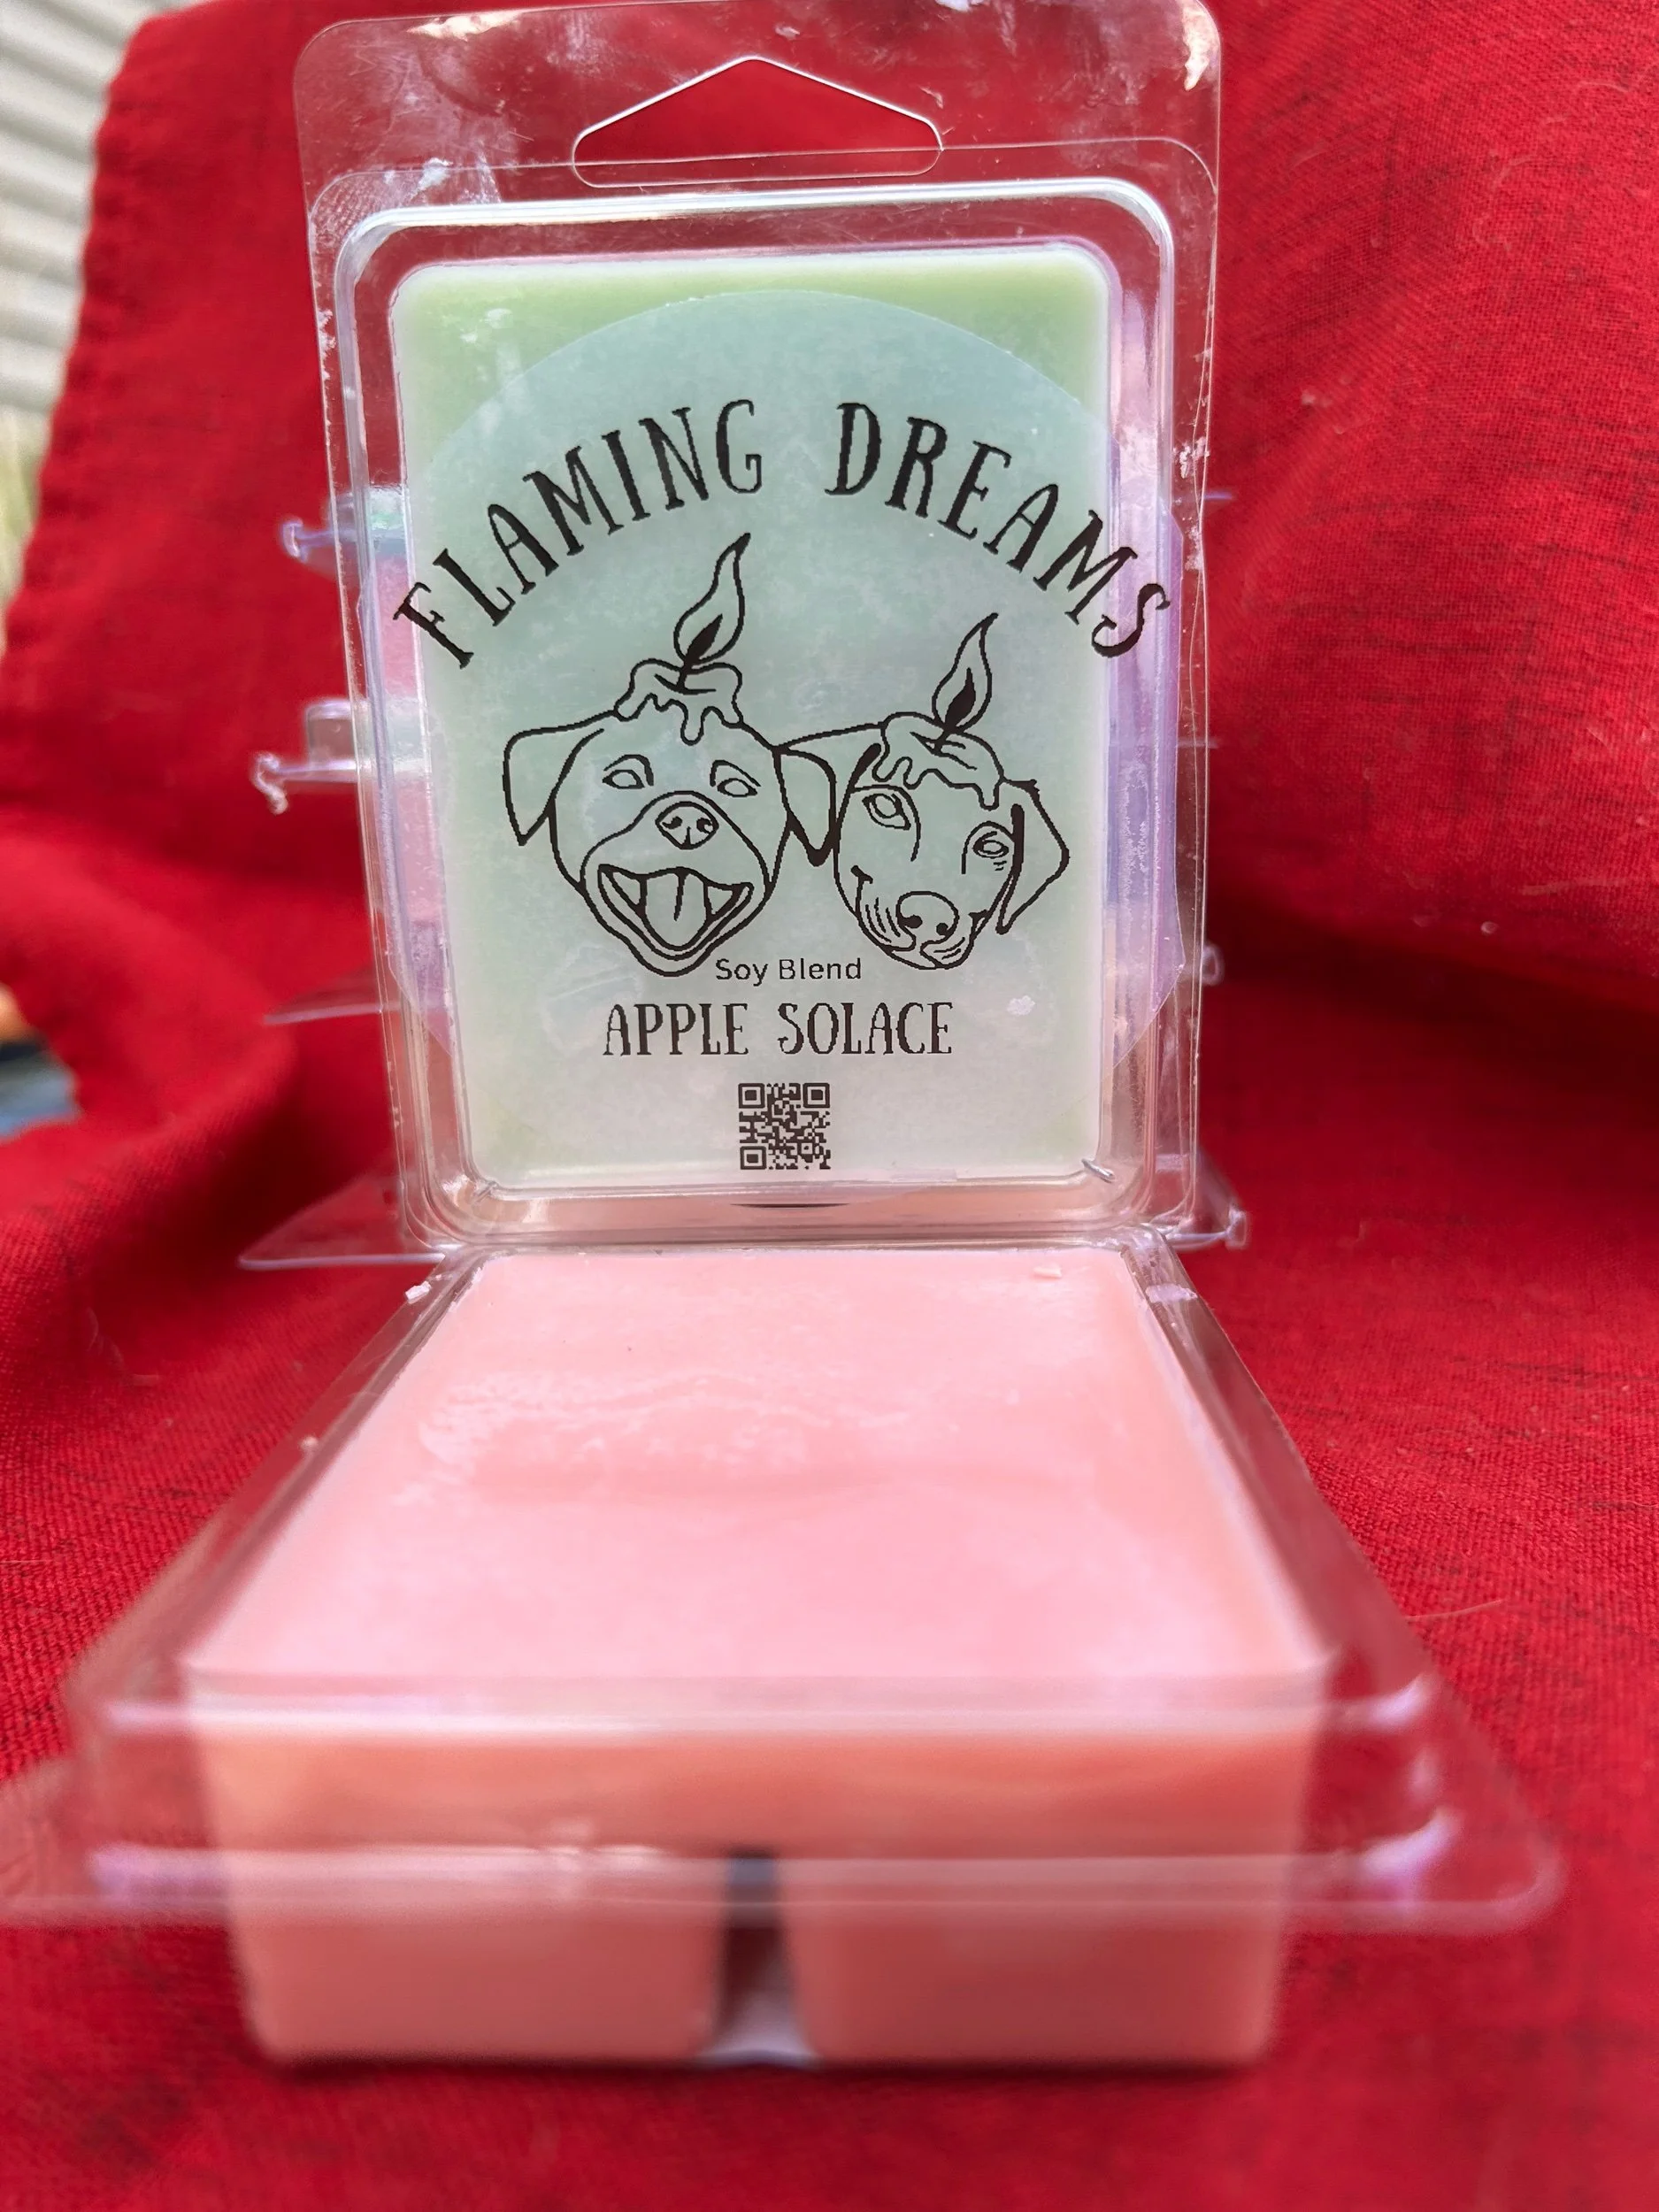 FLAMING DREAMS
Soy Blend
APPLE SOLACE